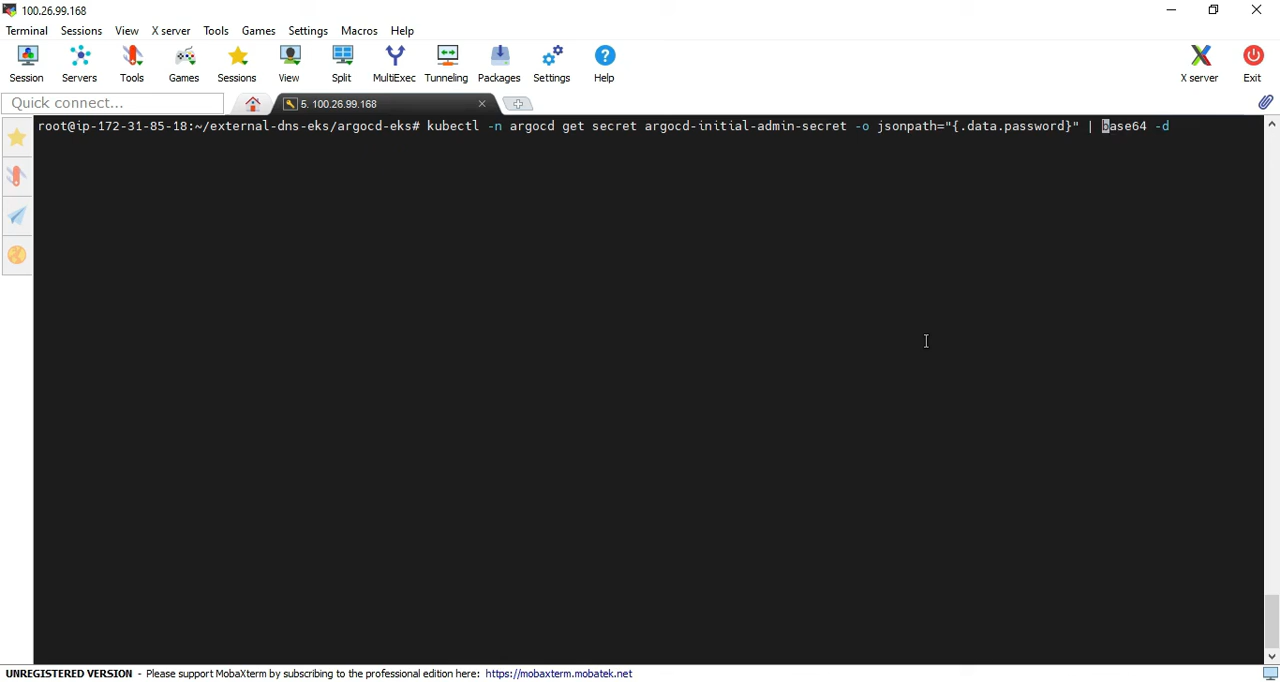 100.26.99.168
Terminal Sessions View X server Tools Games Settings Macros Help
Session Servers Tools Games Sessions View Split MultiExec Tunneling Packages Settings Help X server Exit
Quick connect... 5. 100.26.99.168
root@ip-172-31-85-18:~/external-dns-eks/argocd-eks# kubectl -n argocd get secret argocd-initial-admin-secret -o jsonpath="{.data.password}" | base64 -d
UNREGISTERED VERSION - Please support MobaXterm by subscribing to the professional edition here: https://mobaxterm.mobatek.net